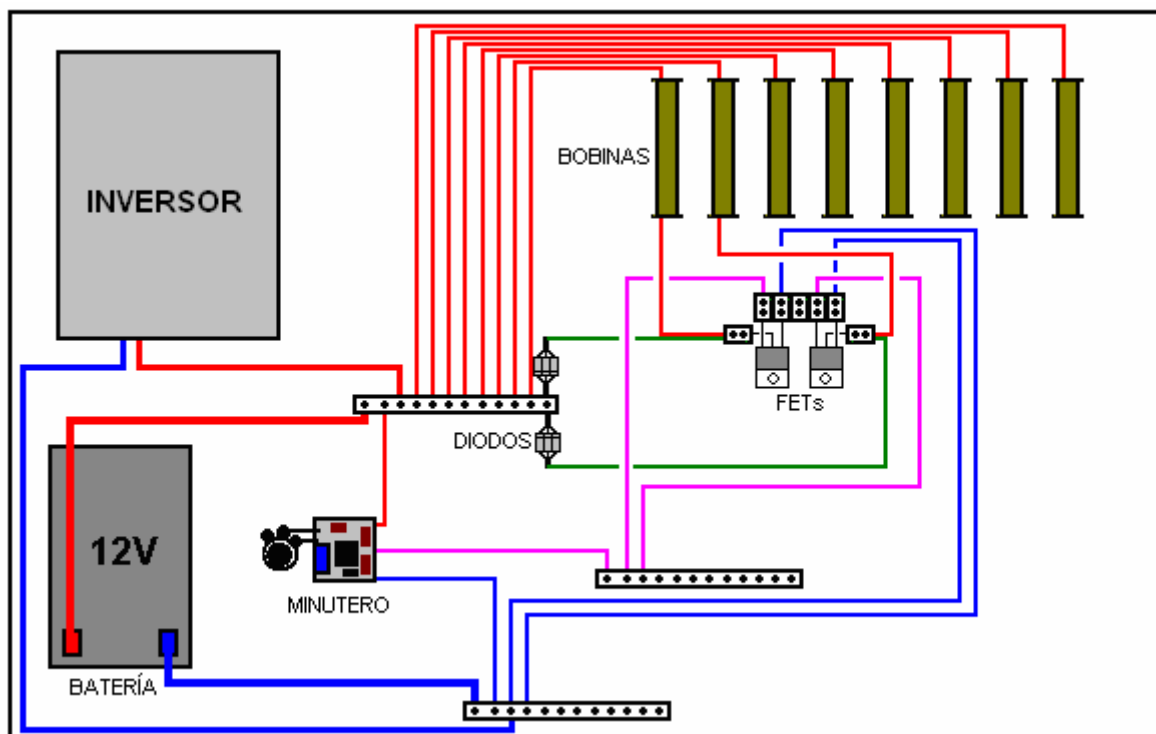 INVERSOR
BOBINAS
FETs
DIODOS
12V
MINUTERO
BATERÍA